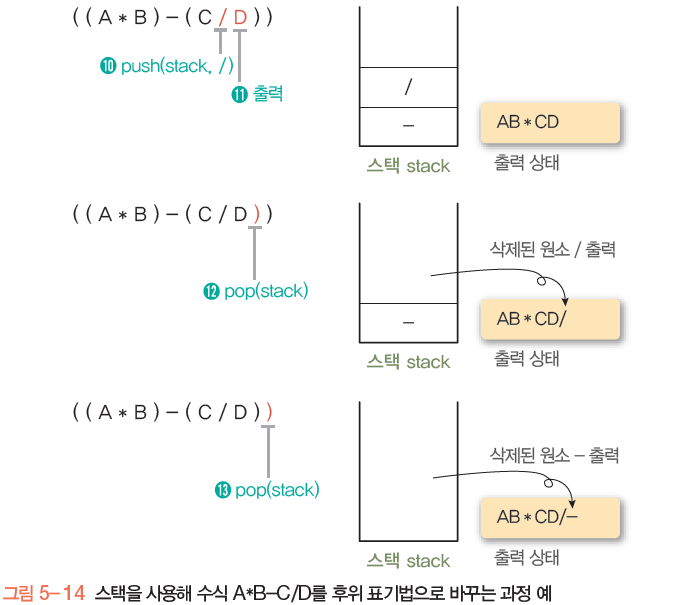 ( ( A * B ) – ( C / D ) )
⑩ push(stack, /)
⑪ 출력
/
–
AB * CD
스택 stack
출력 상태
( ( A * B ) – ( C / D ) )
⑫ pop(stack)
삭제된 원소 / 출력
–
AB * CD/
스택 stack
출력 상태
( ( A * B ) – ( C / D ) )
⑬ pop(stack)
삭제된 원소 – 출력
AB * CD/–
스택 stack
출력 상태
그림 5-14 스택을 사용해 수식 A*B-C/D를 후위 표기법으로 바꾸는 과정 예